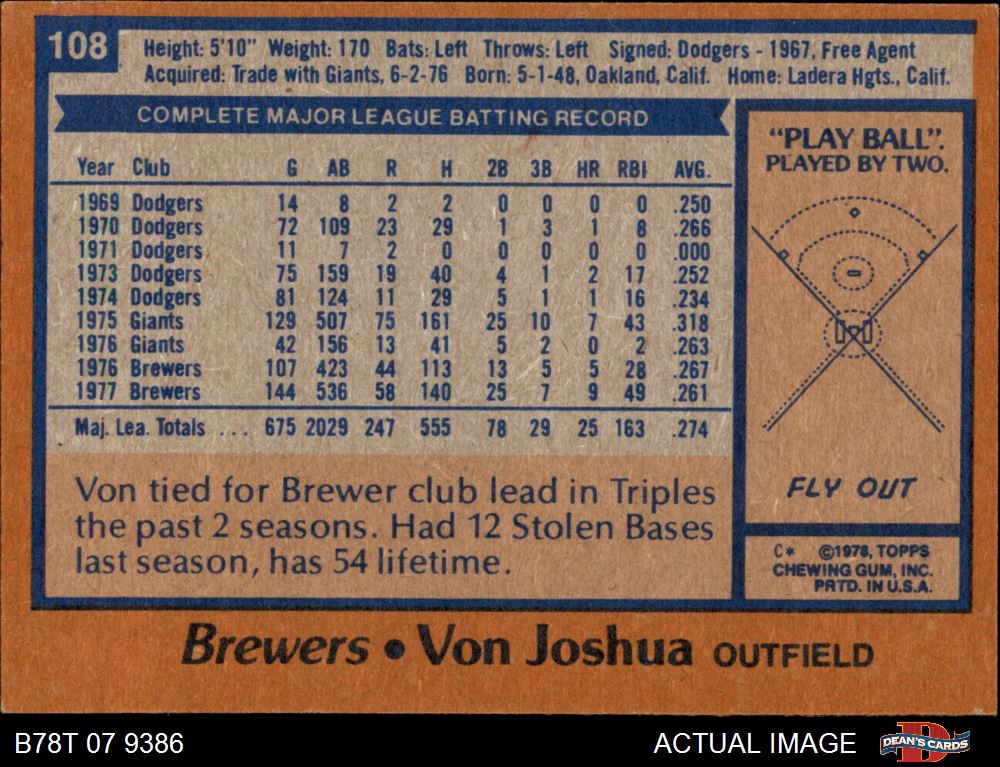 108
Height: 5'10" Weight: 170 Bats: Left Throws: Left Signed: Dodgers - 1967, Free Agent
Acquired: Trade with Giants, 6-2-76 Born: 5-1-48, Oakland, Calif. Home: Ladera Hgts., Calif.
COMPLETE MAJOR LEAGUE BATTING RECORD
Year Club G AB R H 2B 3B HR RBI AVG.
1969 Dodgers 14 8 2 2 0 0 0 0 .250
1970 Dodgers 72 109 23 29 1 3 1 8 .266
1971 Dodgers 11 7 2 0 0 0 0 0 .000
1973 Dodgers 75 159 19 40 4 1 2 17 .252
1974 Dodgers 81 124 11 29 5 1 1 16 .234
1975 Giants 129 507 75 161 25 10 7 43 .318
1976 Giants 42 156 13 41 5 2 0 2 .263
1976 Brewers 107 423 44 113 13 5 5 28 .267
1977 Brewers 144 536 58 140 25 7 9 49 .261
Maj. Lea. Totals ... 675 2029 247 555 78 29 25 163 .274
Von tied for Brewer club lead in Triples
the past 2 seasons. Had 12 Stolen Bases
last season, has 54 lifetime.
"PLAY BALL".
PLAYED BY TWO.
FLY OUT
C* ©1978, TOPPS
CHEWING GUM, INC.
PRTD. IN U.S.A.
Brewers • Von Joshua OUTFIELD
B78T 07 9386
ACTUAL IMAGE
DEAN'S CARDS